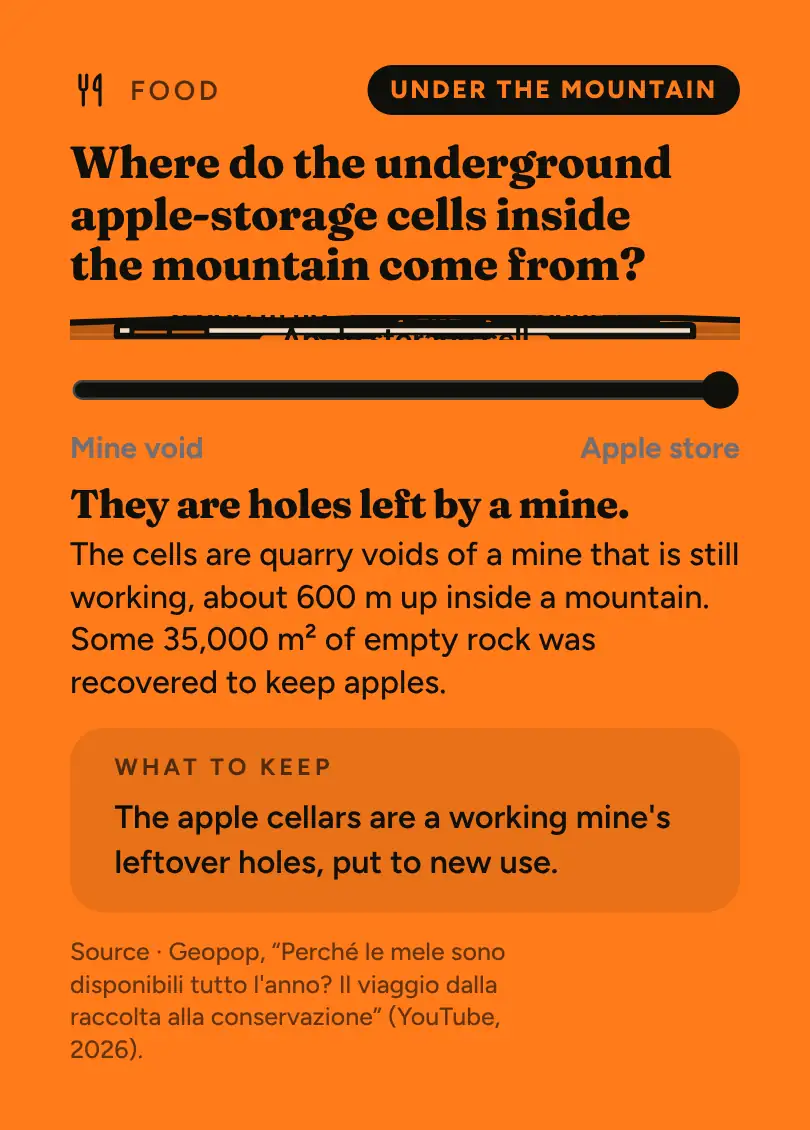 FOOD
UNDER THE MOUNTAIN
Where do the underground
apple-storage cells inside
the mountain come from?
Mine void
Apple store
They are holes left by a mine.
The cells are quarry voids of a mine that is still
working, about 600 m up inside a mountain.
Some 35,000 m² of empty rock was
recovered to keep apples.
WHAT TO KEEP
The apple cellars are a working mine's
leftover holes, put to new use.
Source · Geopop, “Perché le mele sono
disponibili tutto l'anno? Il viaggio dalla
raccolta alla conservazione” (YouTube,
2026).